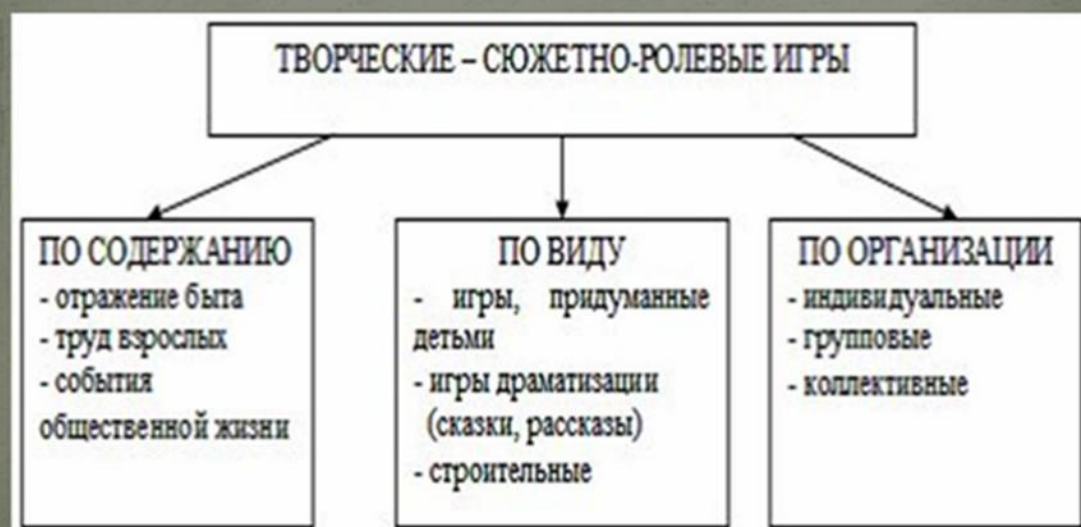 ТВОРЧЕСКИЕ – СЮЖЕТНО-РОЛЕВЫЕ ИГРЫ
ПО СОДЕРЖАНИЮ
- отражение быта
- труд взрослых
- события
общественной жизни
ПО ВИДУ
- игры, придуманные
детьми
- игры драматизации
(сказки, рассказы)
- строительные
ПО ОРГАНИЗАЦИИ
- индивидуальные
- групповые
- коллективные